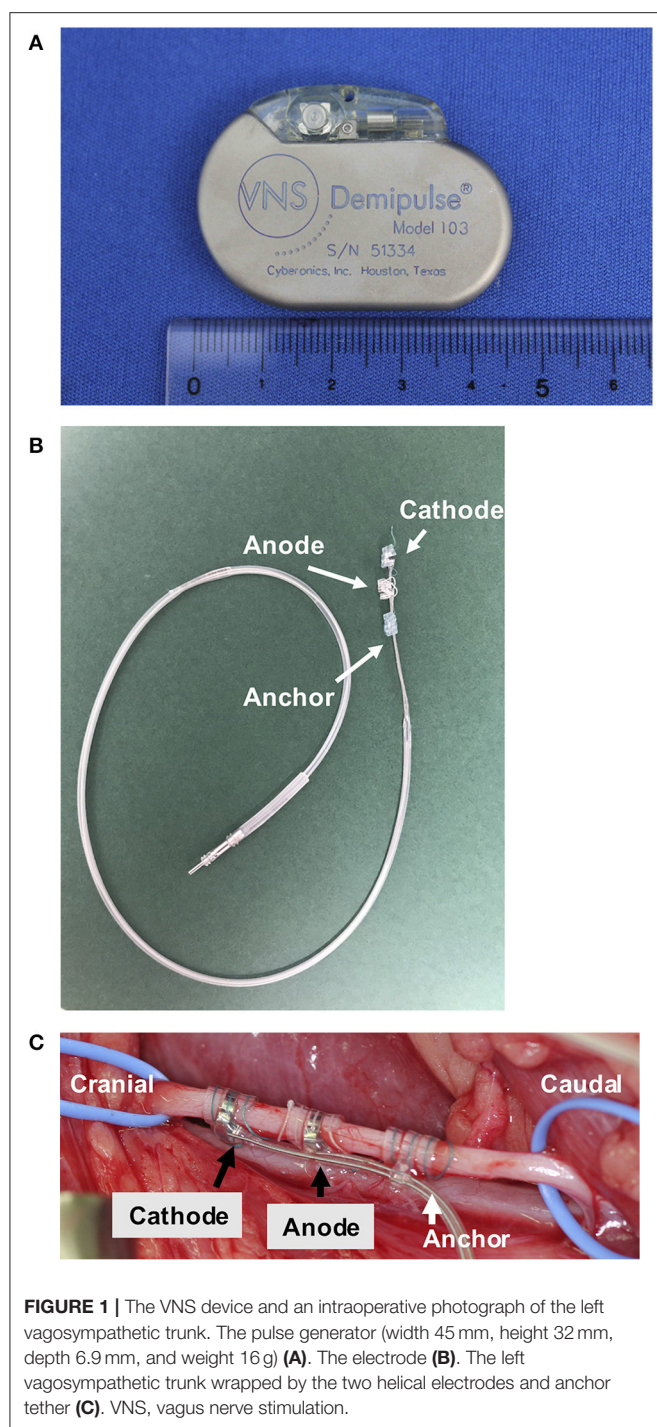 A
VNS Demipulse®
Model 103
S/N 51334
Cyberonics, Inc. Houston, Texas
0 1 2 3 4 5 6
B
Cathode
Anode
Anchor
C
Cranial
Caudal
Cathode
Anode
Anchor
FIGURE 1 | The VNS device and an intraoperative photograph of the left
vagosympathetic trunk. The pulse generator (width 45 mm, height 32 mm,
depth 6.9 mm, and weight 16 g) (A). The electrode (B). The left
vagosympathetic trunk wrapped by the two helical electrodes and anchor
tether (C). VNS, vagus nerve stimulation.